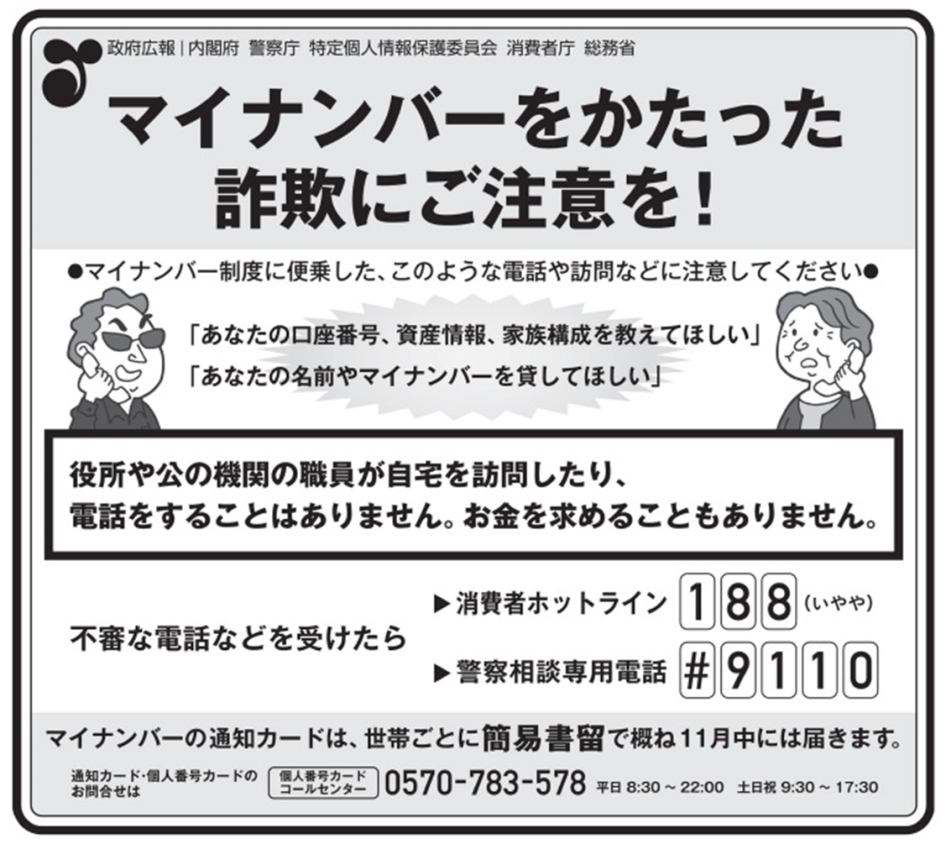 政府広報|内閣府 警察庁 特定個人情報保護委員会 消費者庁 総務省
マイナンバーをかたった
詐欺にご注意を!
●マイナンバー制度に便乗した、このような電話や訪問などに注意してください●
「あなたの口座番号、資産情報、家族構成を教えてほしい」
「あなたの名前やマイナンバーを貸してほしい」
役所や公の機関の職員が自宅を訪問したり、
電話をすることはありません。お金を求めることもありません。
不審な電話などを受けたら
▶消費者ホットライン 188 (いやや)
▶警察相談専用電話 #9110
マイナンバーの通知カードは、世帯ごとに簡易書留で概ね11月中には届きます。
通知カード・個人番号カードの
お問合せは
個人番号カード
コールセンター
0570-783-578 平日 8:30~22:00 土日祝 9:30~17:30